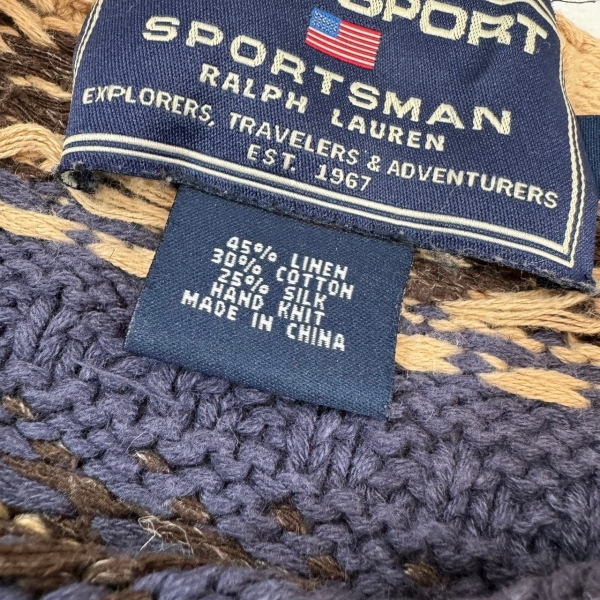 SPORT
SPORTSMAN
RALPH LAUREN
EXPLORERS, TRAVELERS & ADVENTURERS
EST. 1967
45% LINEN
30% COTTON
25% SILK
HAND KNIT
MADE IN CHINA